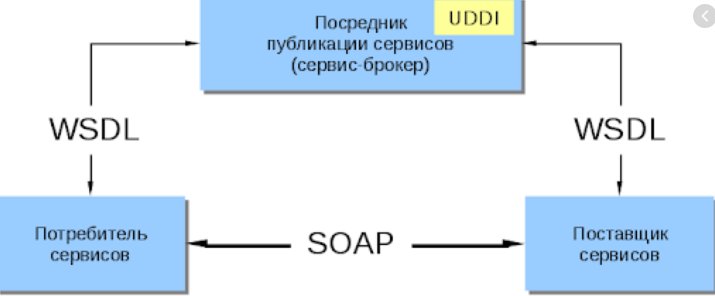 Посредник
публикации сервисов
(сервис-брокер)
UDDI
WSDL
WSDL
Потребитель
сервисов
SOAP
Поставщик
сервисов